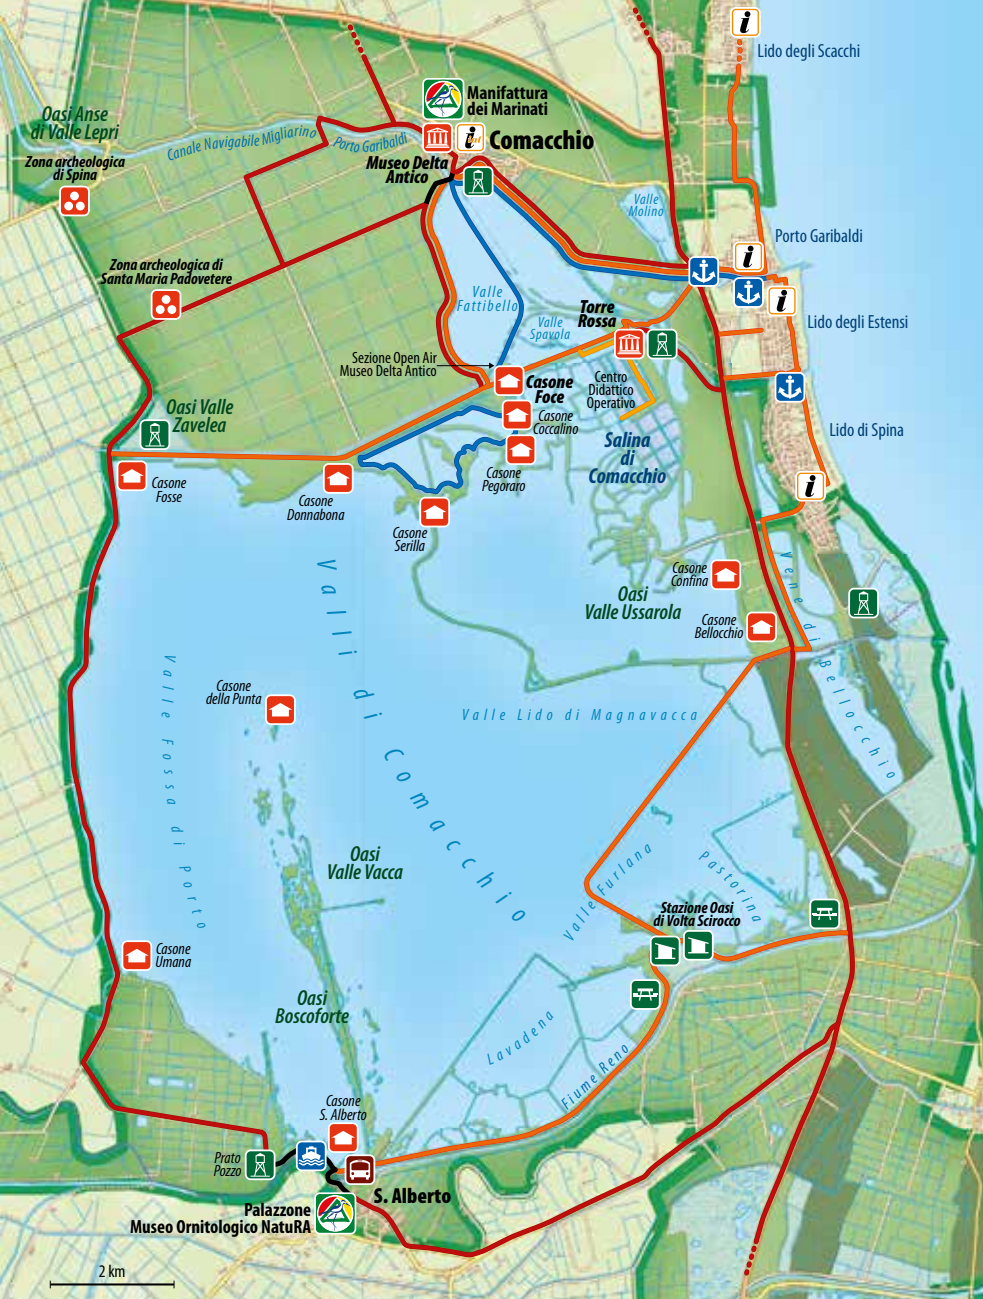 Lido degli Scacchi
Manifattura
dei Marinati
Oasi Anse
di Valle Lepri
Canale Navigabile Migliarino
Porto Garibaldi
Comacchio
Zona archeologica
di Spina
Museo Delta
Antico
Valle
Molino
Porto Garibaldi
Zona archeologica di
Santa Maria Padovetere
Valle
Fattibello
Torre
Rossa
Valle
Spavola
Lido degli Estensi
Sezione Open Air
Museo Delta Antico
Casone
Foce
Centro
Didattico
Operativo
Oasi Valle
Zavelea
Casone
Coccalino
Lido di Spina
Salina
di
Comacchio
Casone
Fosse
Casone
Donnabona
Casone
Pegoraro
Casone
Serilla
Casone
Confina
Oasi
Valle Ussarola
Casone
Bellocchio
Vene di Bellocchio
Valli di Comacchio
Valle Fossa di Porto
Casone
della Punta
Valle Lido di Magnavacca
Oasi
Valle Vacca
Valle Furlana
Pastorina
Stazione Oasi
di Volta Scirocco
Casone
Umana
Oasi
Boscoforte
Lavadena
Fiume Reno
Casone
S. Alberto
Prato
Pozzo
S. Alberto
Palazzone
Museo Ornitologico NatuRA
2 km